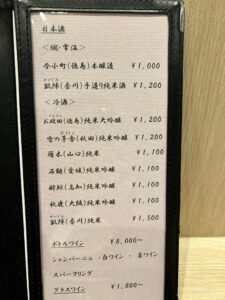 日本酒
<燗・常温>
今小町(徳島)本醸造 ¥1,000
凱陣(香川)手造り純米酒 ¥1,200
<冷酒>
お殿田(徳島)純米大吟醸 ¥1,200
雪の茅舎(秋田)純米吟醸 ¥1,200
雁木(山口)純米 ¥1,100
石鎚(愛媛)純米吟醸 ¥1,100
酔鯨(高知)純米吟醸 ¥1,100
秋鹿(大阪)純米吟醸 ¥1,100
凱陣(香川)純米 ¥1,500
ボトルワイン ¥8,000〜
シャンパーニュ・白ワイン・赤ワイン
スパークリング
グラスワイン ¥1,800〜